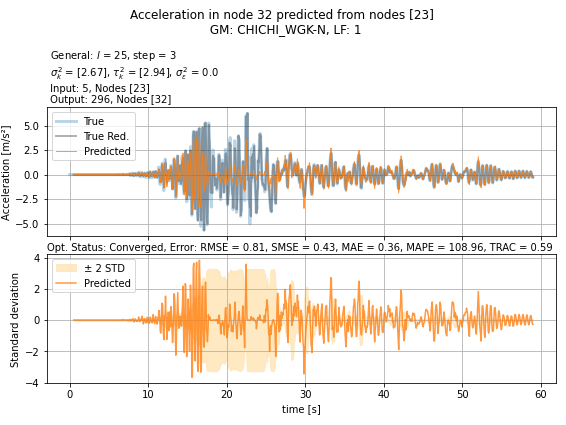 Acceleration in node 32 predicted from nodes [23]
GM: CHICHI_WGK-N, LF: 1
General: l = 25, step = 3
σ²ₖ = [2.67], τ²ₖ = [2.94], σ²_ε = 0.0
Input: 5, Nodes [23]
Output: 296, Nodes [32]
True
True Red.
Predicted
Acceleration [m/s²]
5.0
2.5
0.0
−2.5
−5.0
Opt. Status: Converged, Error: RMSE = 0.81, SMSE = 0.43, MAE = 0.36, MAPE = 108.96, TRAC = 0.59
± 2 STD
Predicted
Standard deviation
4
2
0
−2
−4
0 10 20 30 40 50 60
time [s]